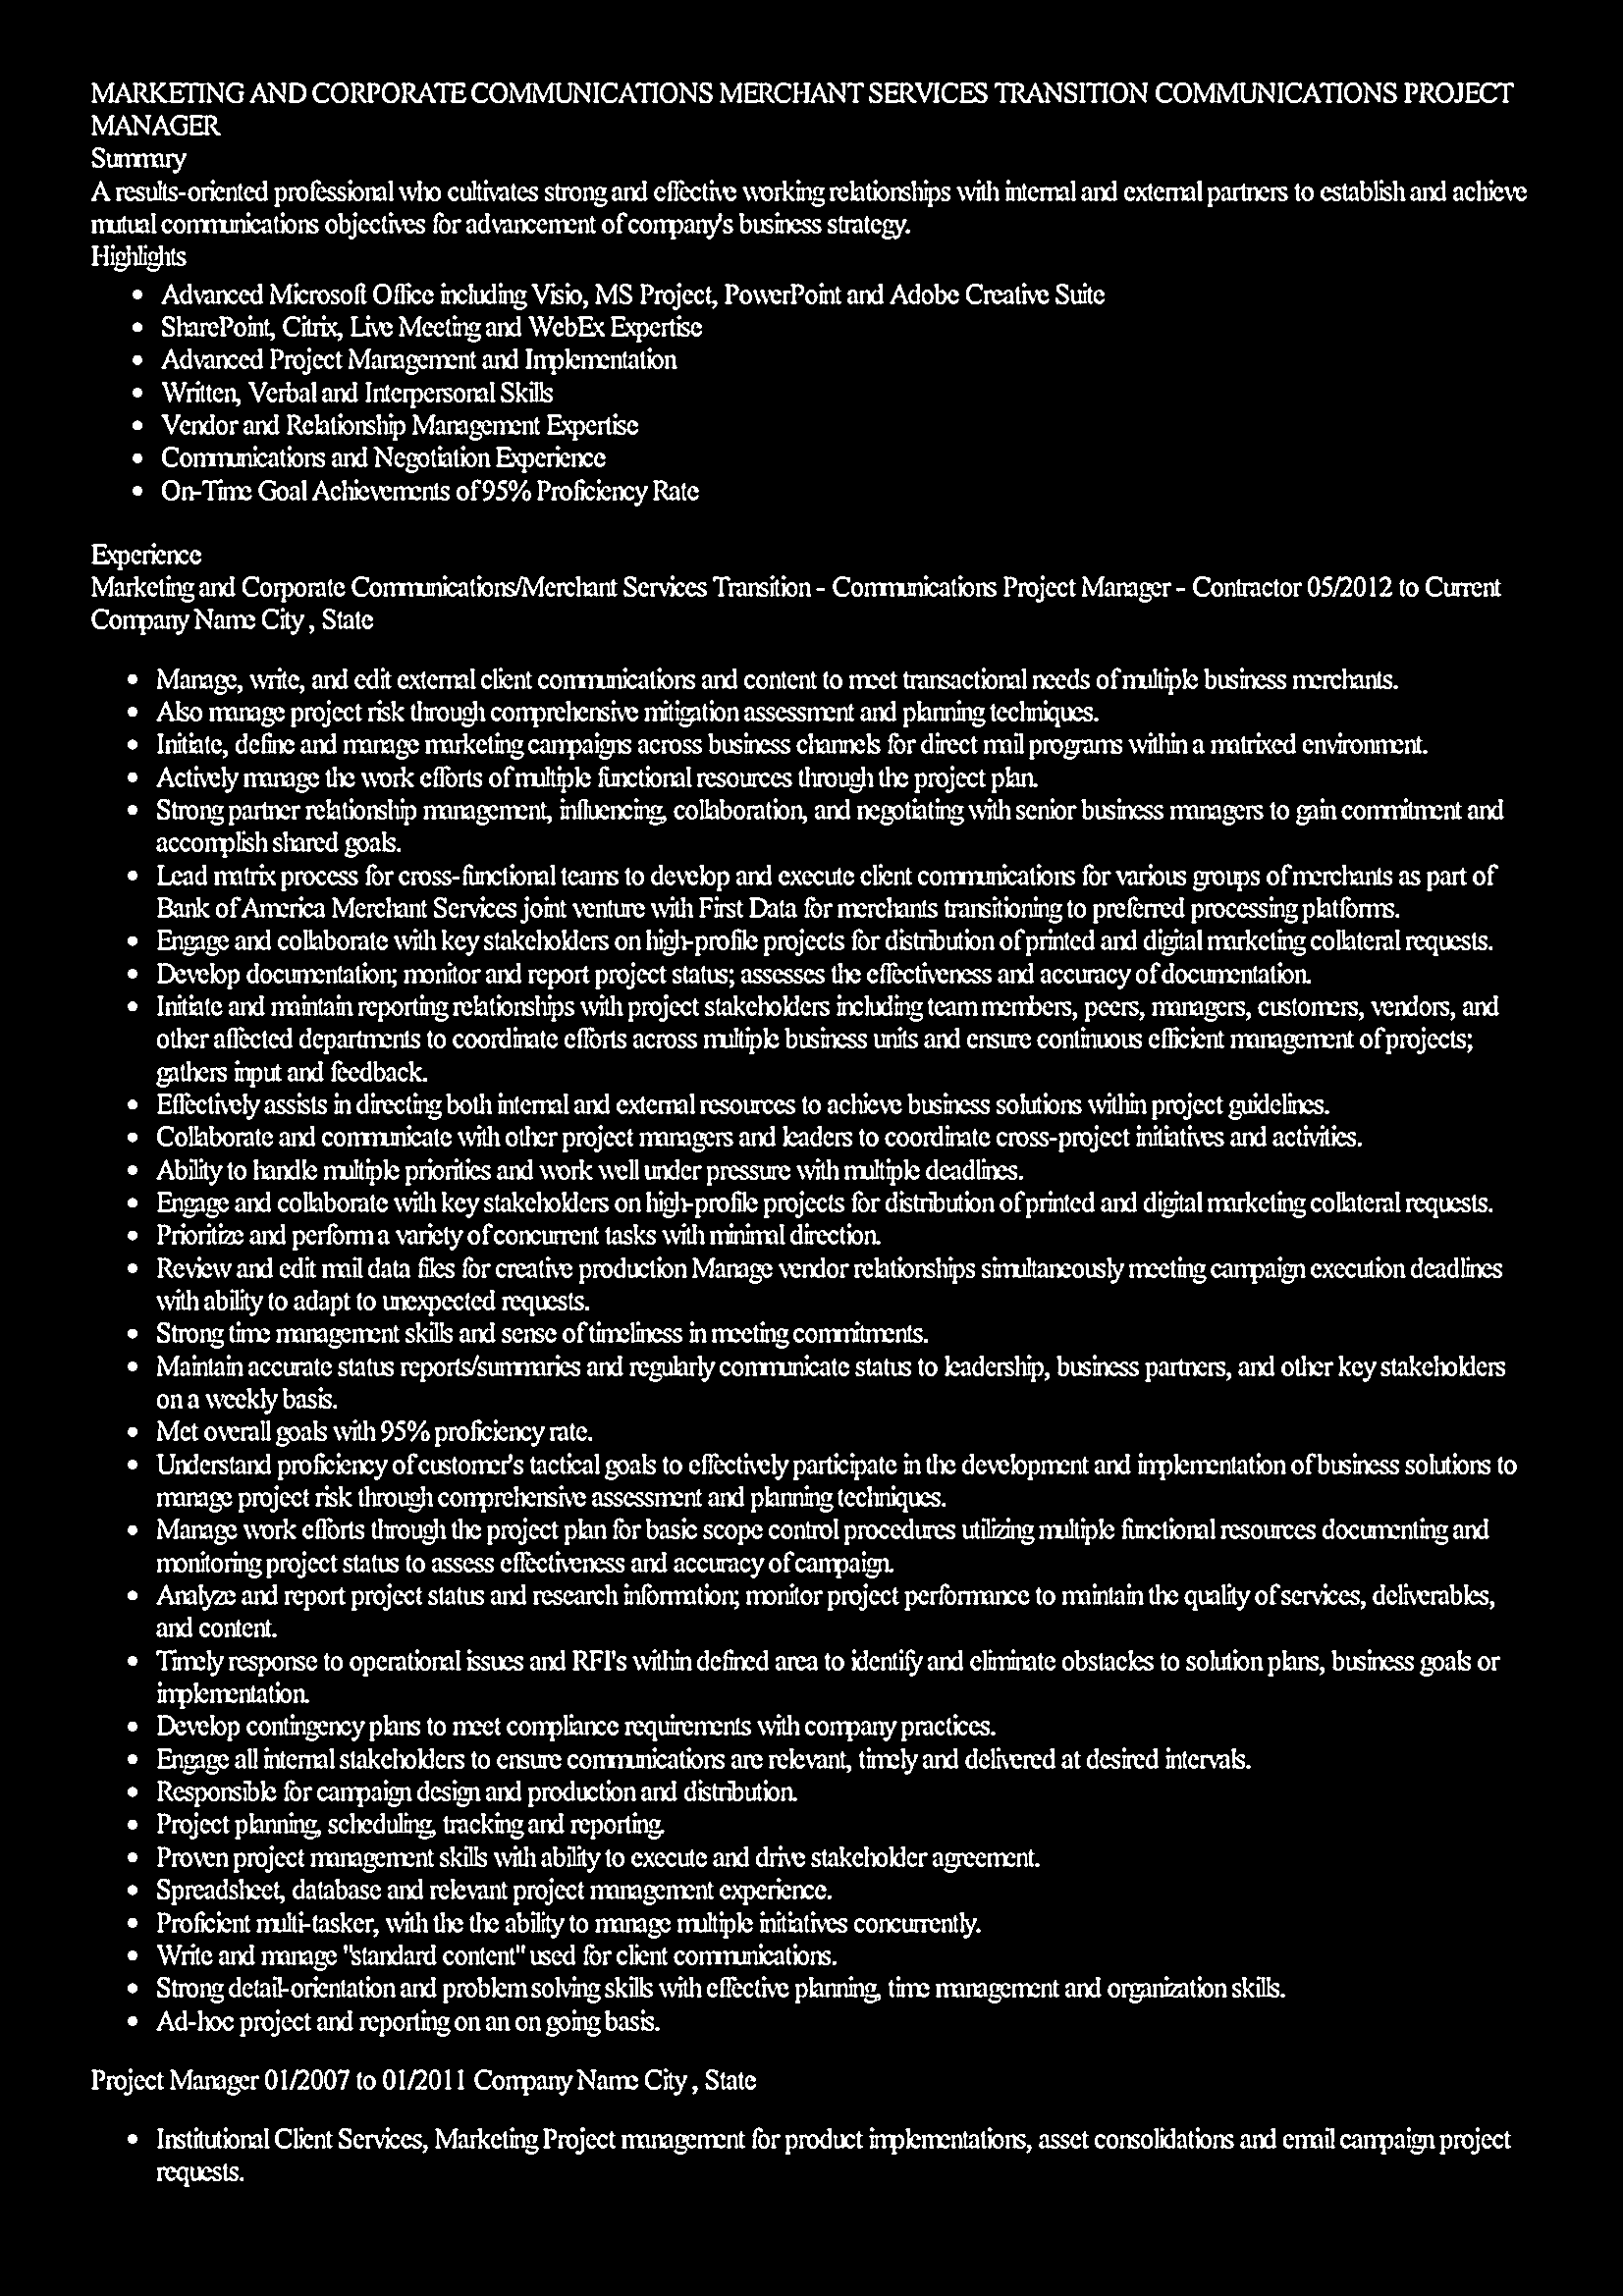 MARKETING AND CORPORATE COMMUNICATIONS MERCHANT SERVICES TRANSITION COMMUNICATIONS PROJECT
MANAGER
Summary
A results-oriented professional who cultivates strong and effective working relationships with internal and external partners to establish and achieve
mutual communications objectives for advancement of company's business strategy.
Highlights
• Advanced Microsoft Office including Visio, MS Project, PowerPoint and Adobe Creative Suite
• SharePoint, Citrix, Live Meeting and WebEx Expertise
• Advanced Project Management and Implementation
• Written, Verbal and Interpersonal Skills
• Vendor and Relationship Management Expertise
• Communications and Negotiation Experience
• On-Time Goal Achievements of 95% Proficiency Rate
Experience
Marketing and Corporate Communications/Merchant Services Transition - Communications Project Manager - Contractor 05/2012 to Current
Company Name City , State
• Manage, write, and edit external client communications and content to meet transactional needs of multiple business merchants.
• Also manage project risk through comprehensive mitigation assessment and planning techniques.
• Initiate, define and manage marketing campaigns across business channels for direct mail programs within a matrixed environment.
• Actively manage the work efforts of multiple functional resources through the project plan.
• Strong partner relationship management, influencing, collaboration, and negotiating with senior business managers to gain commitment and
accomplish shared goals.
• Lead matrix process for cross-functional teams to develop and execute client communications for various groups of merchants as part of
Bank of America Merchant Services joint venture with First Data for merchants transitioning to preferred processing platforms.
• Engage and collaborate with key stakeholders on high-profile projects for distribution of printed and digital marketing collateral requests.
• Develop documentation; monitor and report project status; assesses the effectiveness and accuracy of documentation.
• Initiate and maintain reporting relationships with project stakeholders including team members, peers, managers, customers, vendors, and
other affected departments to coordinate efforts across multiple business units and ensure continuous efficient management of projects;
gathers input and feedback.
• Effectively assists in directing both internal and external resources to achieve business solutions within project guidelines.
• Collaborate and communicate with other project managers and leaders to coordinate cross-project initiatives and activities.
• Ability to handle multiple priorities and work well under pressure with multiple deadlines.
• Engage and collaborate with key stakeholders on high-profile projects for distribution of printed and digital marketing collateral requests.
• Prioritize and perform a variety of concurrent tasks with minimal direction.
• Review and edit mail data files for creative production Manage vendor relationships simultaneously meeting campaign execution deadlines
with ability to adapt to unexpected requests.
• Strong time management skills and sense of timeliness in meeting commitments.
• Maintain accurate status reports/summaries and regularly communicate status to leadership, business partners, and other key stakeholders
on a weekly basis.
• Met overall goals with 95% proficiency rate.
• Understand proficiency of customer's tactical goals to effectively participate in the development and implementation of business solutions to
manage project risk through comprehensive assessment and planning techniques.
• Manage work efforts through the project plan for basic scope control procedures utilizing multiple functional resources documenting and
monitoring project status to assess effectiveness and accuracy of campaign.
• Analyze and report project status and research information; monitor project performance to maintain the quality of services, deliverables,
and content.
• Timely response to operational issues and RFI's within defined area to identify and eliminate obstacles to solution plans, business goals or
implementation.
• Develop contingency plans to meet compliance requirements with company practices.
• Engage all internal stakeholders to ensure communications are relevant, timely and delivered at desired intervals.
• Responsible for campaign design and production and distribution.
• Project planning, scheduling, tracking and reporting.
• Proven project management skills with ability to execute and drive stakeholder agreement.
• Spreadsheet, database and relevant project management experience.
• Proficient multi-tasker, with the the ability to manage multiple initiatives concurrently.
• Write and manage "standard content" used for client communications.
• Strong detail-orientation and problem solving skills with effective planning, time management and organization skills.
• Ad-hoc project and reporting on an on going basis.
Project Manager 01/2007 to 01/2011 Company Name City , State
• Institutional Client Services, Marketing Project management for product implementations, asset consolidations and email campaign project
requests.